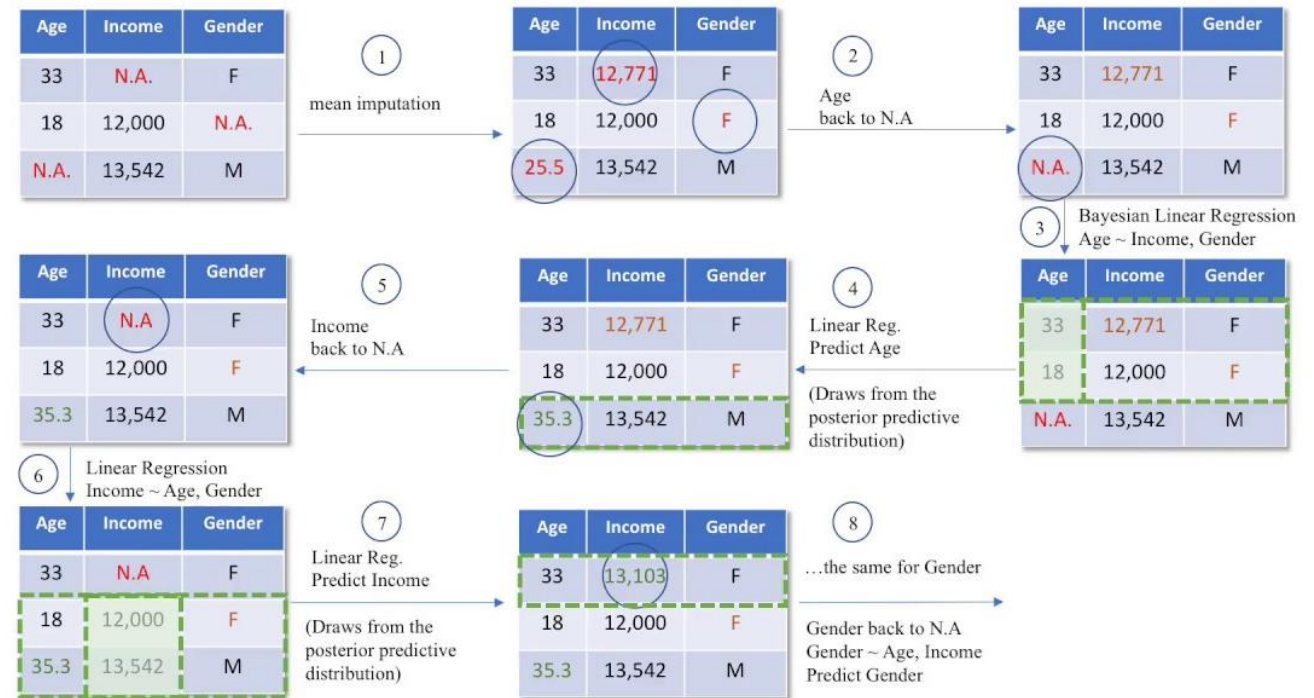 Age Income Gender
33 N.A. F
18 12,000 N.A.
N.A. 13,542 M
1
mean imputation
Age Income Gender
33 12,771 F
18 12,000 F
25.5 13,542 M
2
Age
back to N.A
Age Income Gender
33 12,771 F
18 12,000 F
N.A. 13,542 M
3
Bayesian Linear Regression
Age ~ Income, Gender
Age Income Gender
33 12,771 F
18 12,000 F
N.A. 13,542 M
4
Linear Reg.
Predict Age
(Draws from the
posterior predictive
distribution)
Age Income Gender
33 12,771 F
18 12,000 F
35.3 13,542 M
5
Income
back to N.A
Age Income Gender
33 N.A F
18 12,000 F
35.3 13,542 M
6
Linear Regression
Income ~ Age, Gender
Age Income Gender
33 N.A F
18 12,000 F
35.3 13,542 M
7
Linear Reg.
Predict Income
(Draws from the
posterior predictive
distribution)
Age Income Gender
33 13,103 F
18 12,000 F
35.3 13,542 M
8
...the same for Gender
Gender back to N.A
Gender ~ Age, Income
Predict Gender